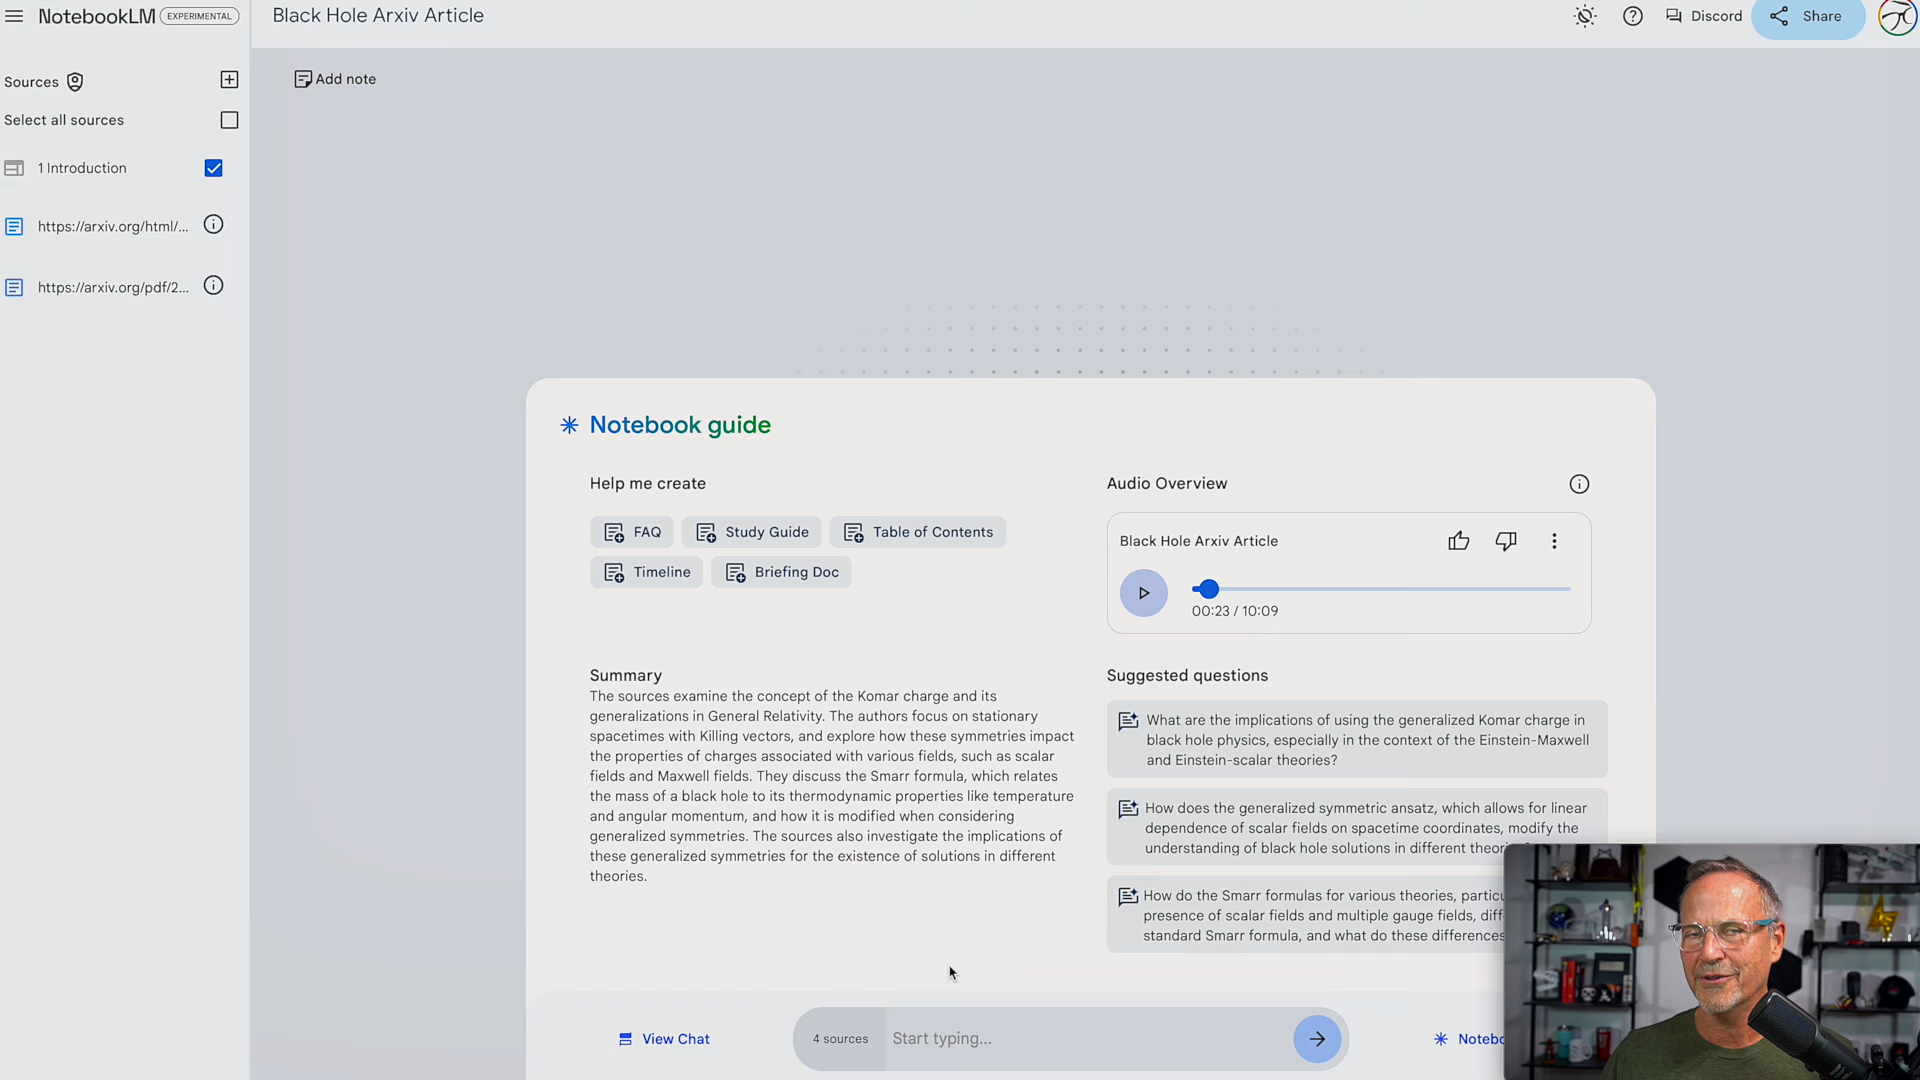 NotebookLM EXPERIMENTAL
Black Hole Arxiv Article
Discord
Share
Sources
Select all sources
1 Introduction
https://arxiv.org/html/...
https://arxiv.org/pdf/2...
Add note
Notebook guide
Help me create
FAQ
Study Guide
Table of Contents
Timeline
Briefing Doc
Audio Overview
Black Hole Arxiv Article
00:23 / 10:09
Summary
The sources examine the concept of the Komar charge and its
generalizations in General Relativity. The authors focus on stationary
spacetimes with Killing vectors, and explore how these symmetries impact
the properties of charges associated with various fields, such as scalar
fields and Maxwell fields. They discuss the Smarr formula, which relates
the mass of a black hole to its thermodynamic properties like temperature
and angular momentum, and how it is modified when considering
generalized symmetries. The sources also investigate the implications of
these generalized symmetries for the existence of solutions in different
theories.
Suggested questions
What are the implications of using the generalized Komar charge in
black hole physics, especially in the context of the Einstein-Maxwell
and Einstein-scalar theories?
How does the generalized symmetric ansatz, which allows for linear
dependence of scalar fields on spacetime coordinates, modify the
understanding of black hole solutions in different
How do the Smarr formulas for various theories,
presence of scalar fields and multiple gauge fields,
standard Smarr formula, and what do these differences
View Chat
4 sources
Start typing...